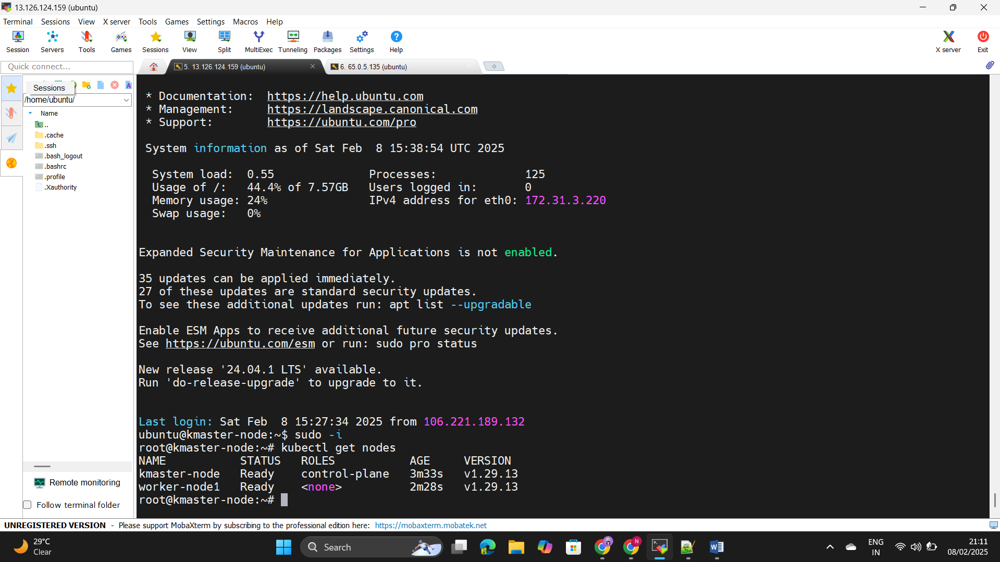 13.126.124.159 (ubuntu)
Terminal Sessions View X server Tools Games Settings Macros Help
Session Servers Tools Games Sessions View Split MultiExec Tunneling Packages Settings Help X server Exit
Quick connect...
5. 13.126.124.159 (ubuntu)
6. 65.0.5.135 (ubuntu)
Sessions
/home/ubuntu/
Name
..
.cache
.ssh
.bash_logout
.bashrc
.profile
.Xauthority
Remote monitoring
Follow terminal folder
* Documentation: https://help.ubuntu.com
* Management: https://landscape.canonical.com
* Support: https://ubuntu.com/pro
System information as of Sat Feb 8 15:38:54 UTC 2025
System load: 0.55 Processes: 125
Usage of /: 44.4% of 7.57GB Users logged in: 0
Memory usage: 24% IPv4 address for eth0: 172.31.3.220
Swap usage: 0%
Expanded Security Maintenance for Applications is not enabled.
35 updates can be applied immediately.
27 of these updates are standard security updates.
To see these additional updates run: apt list --upgradable
Enable ESM Apps to receive additional future security updates.
See https://ubuntu.com/esm or run: sudo pro status
New release '24.04.1 LTS' available.
Run 'do-release-upgrade' to upgrade to it.
Last login: Sat Feb 8 15:27:34 2025 from 106.221.189.132
ubuntu@kmaster-node:~$ sudo -i
root@kmaster-node:~# kubectl get nodes
NAME STATUS ROLES AGE VERSION
kmaster-node Ready control-plane 3m33s v1.29.13
worker-node1 Ready <none> 2m28s v1.29.13
root@kmaster-node:~#
UNREGISTERED VERSION - Please support MobaXterm by subscribing to the professional edition here: https://mobaxterm.mobatek.net
29°C
Clear
Search
ENG
IN
21:11
08/02/2025